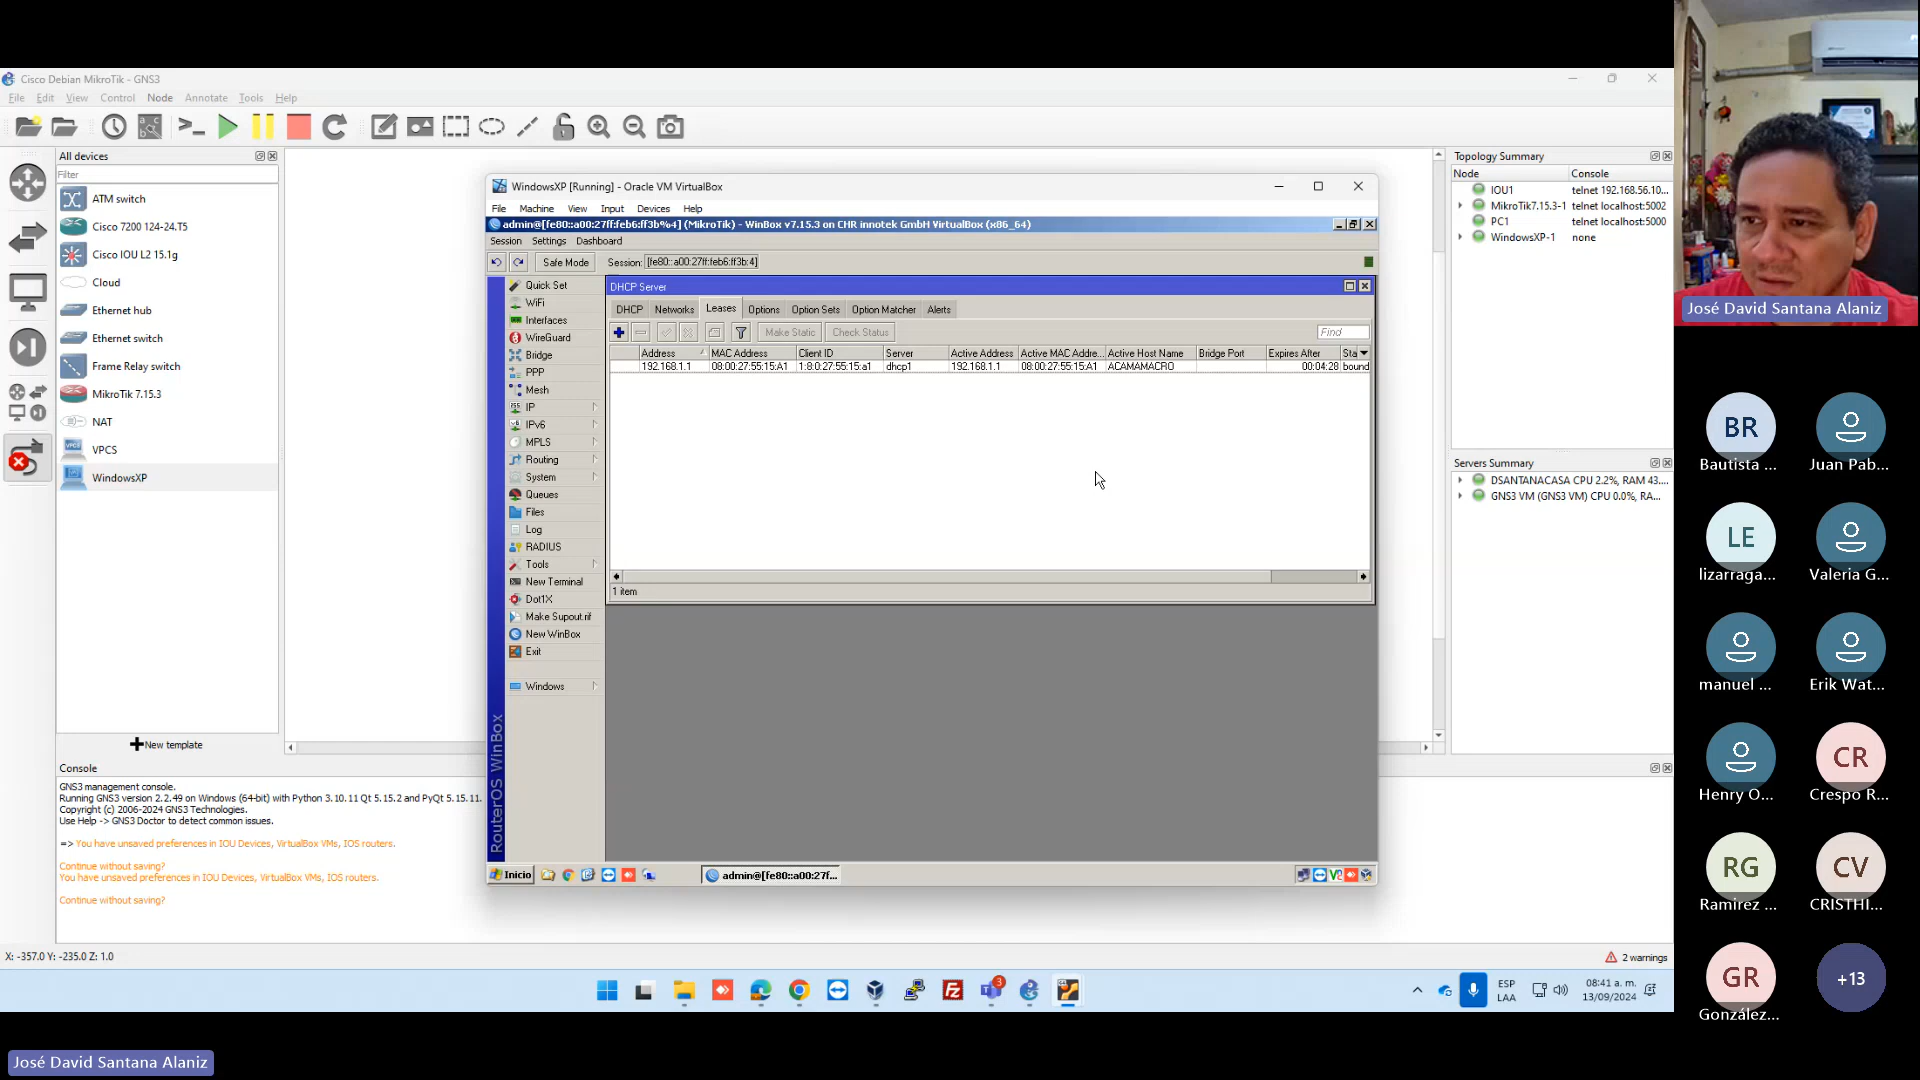 Cisco Debian MikroTik - GNS3
File Edit View Control Node Annotate Tools Help
All devices
Filter
ATM switch
Cisco 7200 124-24.T5
Cisco IOU L2 15.1g
Cloud
Ethernet hub
Ethernet switch
Frame Relay switch
MikroTik 7.15.3
NAT
VPCS
WindowsXP
New template
WindowsXP [Running] - Oracle VM VirtualBox
File Machine View Input Devices Help
admin@[fe80::a00:27ff:feb6:ff3b%4] (MikroTik) - WinBox v7.15.3 on CHR innotek GmbH VirtualBox (x86_64)
Session Settings Dashboard
Safe Mode Session: [fe80::a00:27ff:feb6:ff3b:4]
Quick Set
WiFi
Interfaces
WireGuard
Bridge
PPP
Mesh
IP
IPv6
MPLS
Routing
System
Queues
Files
Log
RADIUS
Tools
New Terminal
Dot1X
Make Supout.rif
New WinBox
Exit
Windows
RouterOS WinBox
DHCP Server
DHCP Networks Leases Options Option Sets Option Matcher Alerts
Make Static Check Status Find
Address MAC Address Client ID Server Active Address Active MAC Addre... Active Host Name Bridge Port Expires After Sta
192.168.1.1 08:00:27:55:15:A1 1:8:0:27:55:15:a1 dhcp1 192.168.1.1 08:00:27:55:15:A1 ACAMAMACRO 00:04:28 bound
1 item
Inicio admin@[fe80::a00:27f...
Topology Summary
Node Console
IOU1 telnet 192.168.56.10...
MikroTik7.15.3-1 telnet localhost:5002
PC1 telnet localhost:5000
WindowsXP-1 none
Servers Summary
DSANTANACASA CPU 2.2%, RAM 43....
GNS3 VM (GNS3 VM) CPU 0.0%, RA...
Console
GNS3 management console.
Running GNS3 version 2.2.49 on Windows (64-bit) with Python 3.10.11 Qt 5.15.2 and PyQt 5.15.11.
Copyright (c) 2006-2024 GNS3 Technologies.
Use Help -> GNS3 Doctor to detect common issues.
=> You have unsaved preferences in IOU Devices, VirtualBox VMs, IOS routers.
Continue without saving?
You have unsaved preferences in IOU Devices, VirtualBox VMs, IOS routers.
Continue without saving?
X: -357.0 Y: -235.0 Z: 1.0
2 warnings
3
ESP
LAA
08:41 a. m.
13/09/2024
José David Santana Alaniz
BR
Bautista ...
Juan Pab...
LE
lizarraga...
Valeria G...
manuel ...
Erik Wat...
Henry O...
CR
Crespo R...
RG
Ramirez ...
CV
CRISTHI...
GR
González...
+13
José David Santana Alaniz